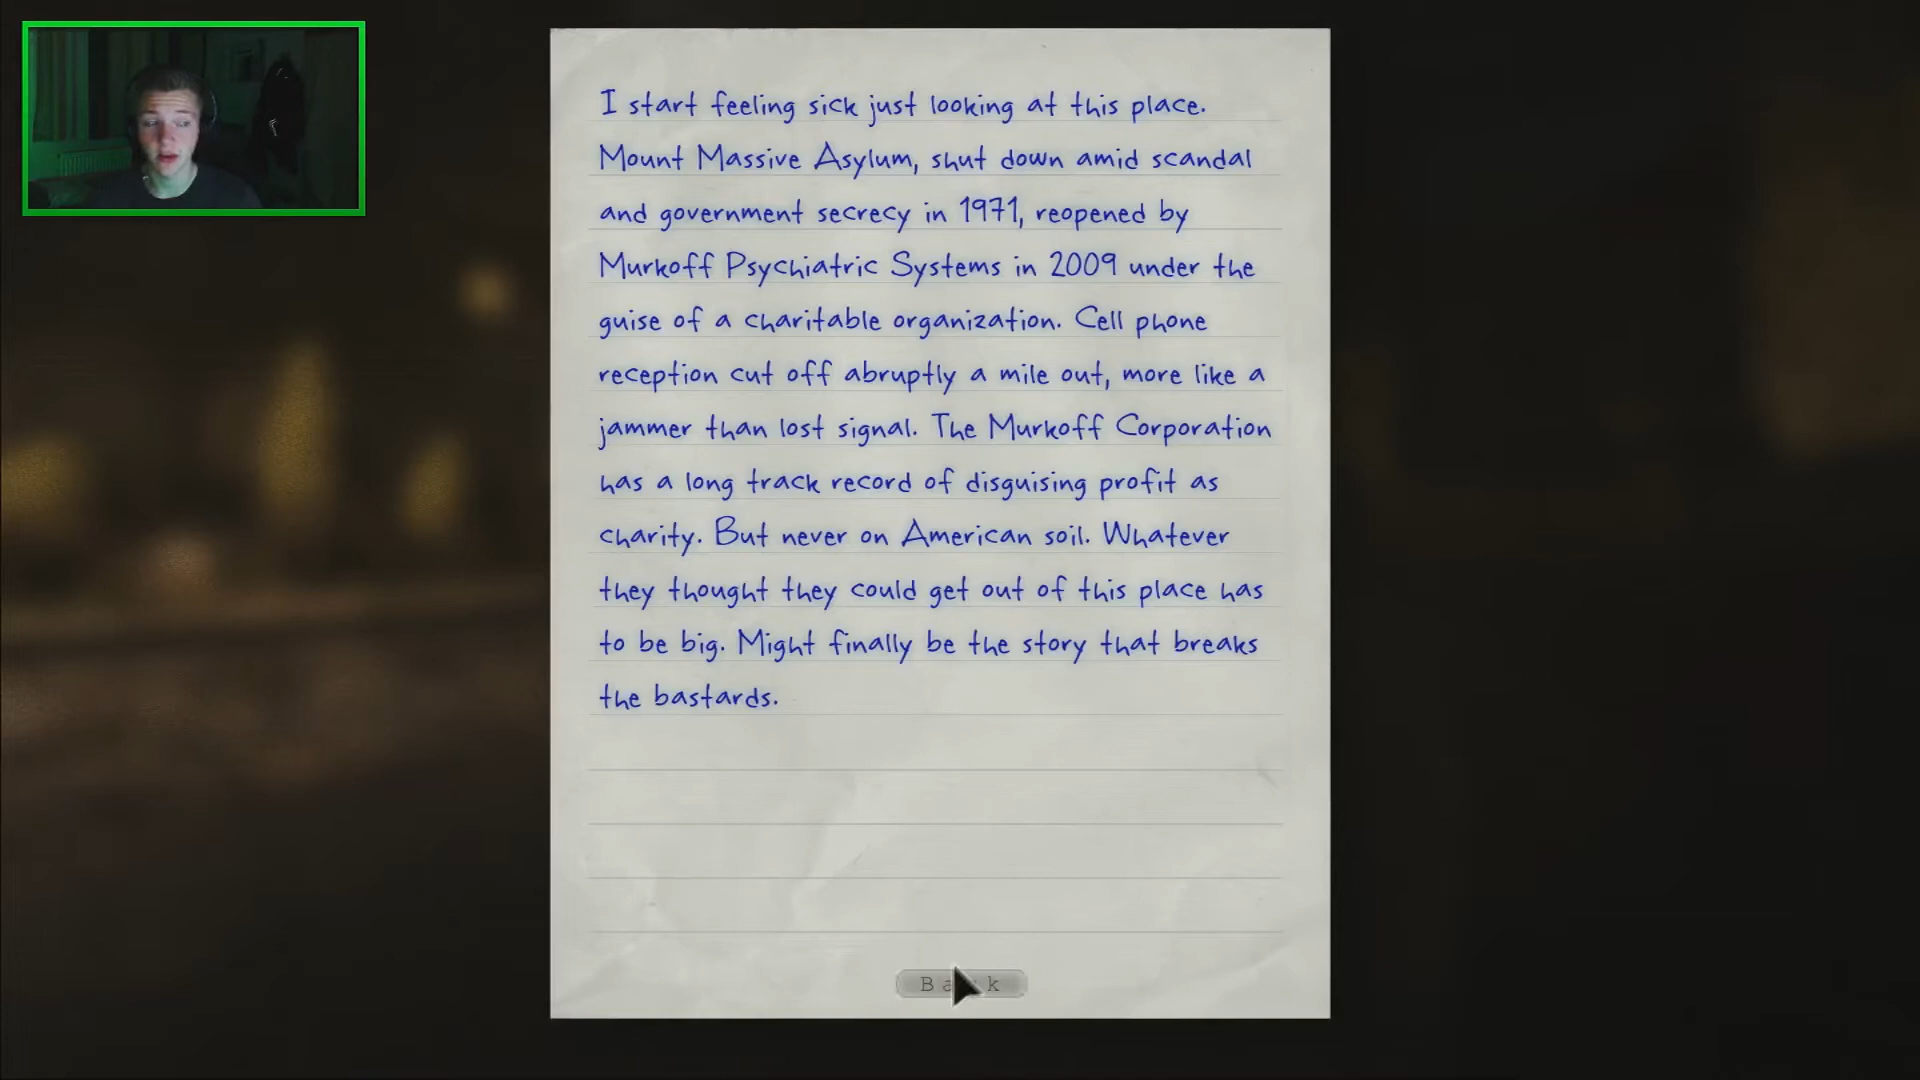 I start feeling sick just looking at this place.
Mount Massive Asylum, shut down amid scandal
and government secrecy in 1971, reopened by
Murkoff Psychiatric Systems in 2009 under the
guise of a charitable organization. Cell phone
reception cut off abruptly a mile out, more like a
jammer than lost signal. The Murkoff Corporation
has a long track record of disguising profit as
charity. But never on American soil. Whatever
they thought they could get out of this place has
to be big. Might finally be the story that breaks
the bastards.
Back